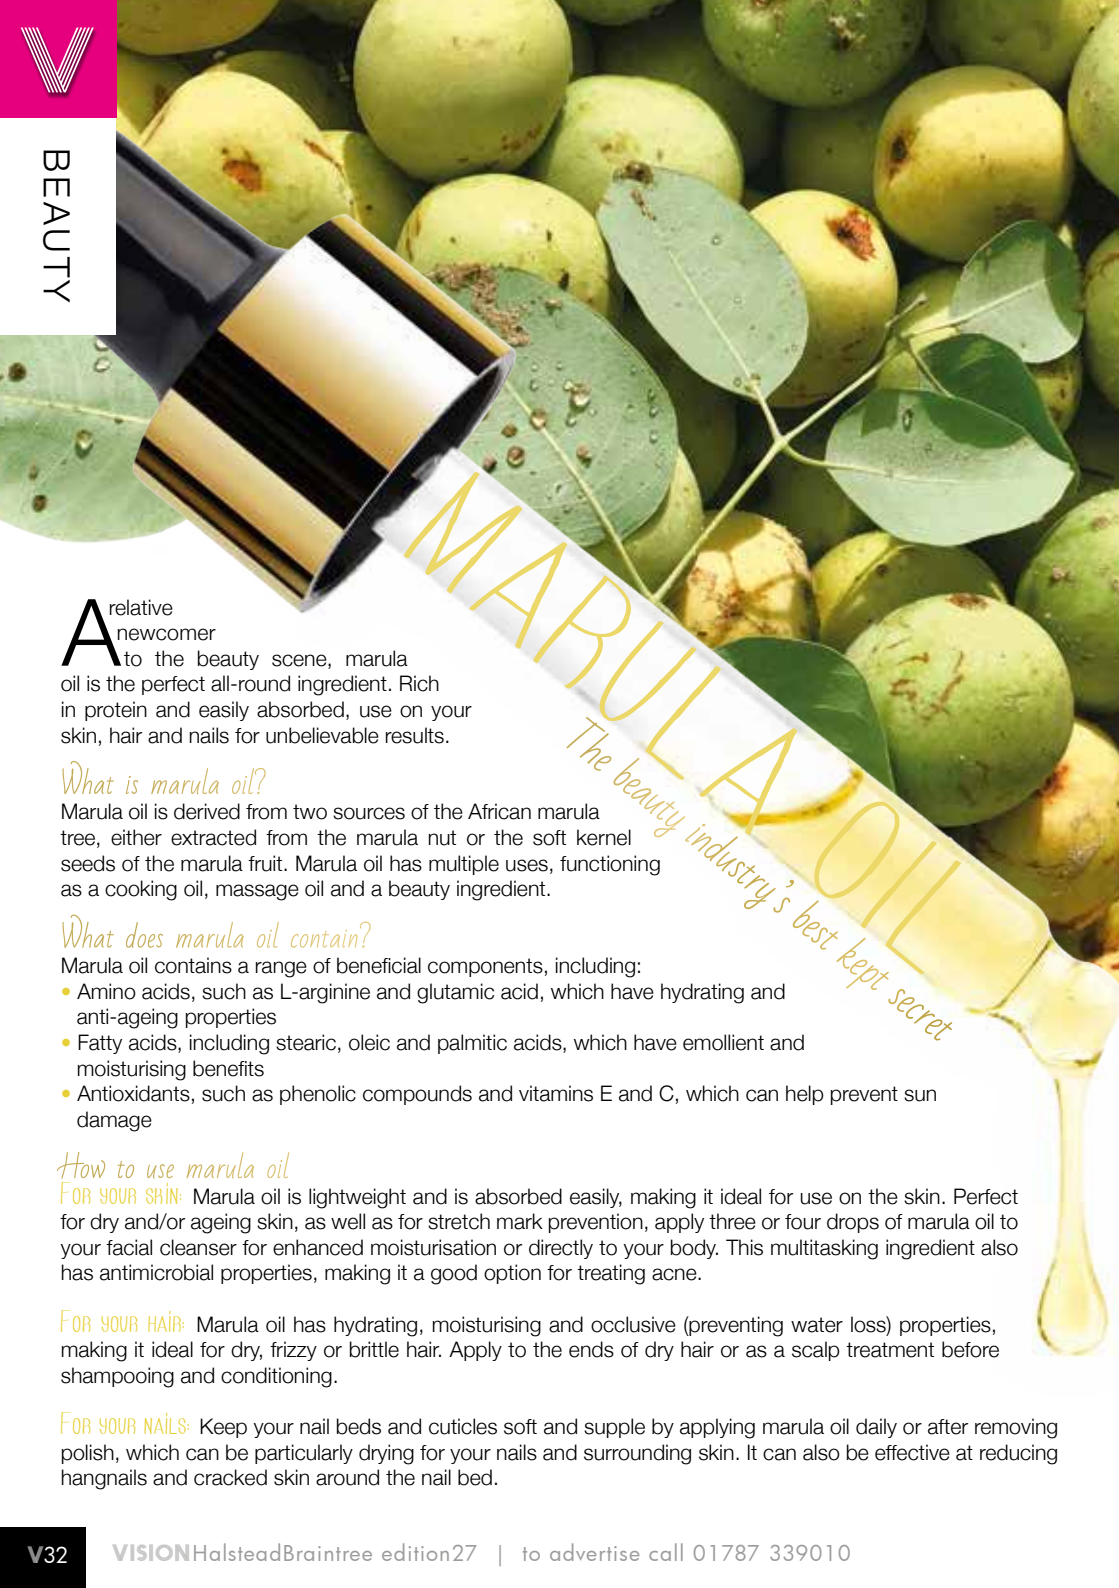 V
BEAUTY
MARULA OIL
The beauty industry's best kept secret
A relative
newcomer
to the beauty scene, marula
oil is the perfect all-round ingredient. Rich
in protein and easily absorbed, use on your
skin, hair and nails for unbelievable results.
What is marula oil?
Marula oil is derived from two sources of the African marula
tree, either extracted from the marula nut or the soft kernel
seeds of the marula fruit. Marula oil has multiple uses, functioning
as a cooking oil, massage oil and a beauty ingredient.
What does marula oil contain?
Marula oil contains a range of beneficial components, including:
• Amino acids, such as L-arginine and glutamic acid, which have hydrating and
anti-ageing properties
• Fatty acids, including stearic, oleic and palmitic acids, which have emollient and
moisturising benefits
• Antioxidants, such as phenolic compounds and vitamins E and C, which can help prevent sun
damage
How to use marula oil
For your skin: Marula oil is lightweight and is absorbed easily, making it ideal for use on the skin. Perfect
for dry and/or ageing skin, as well as for stretch mark prevention, apply three or four drops of marula oil to
your facial cleanser for enhanced moisturisation or directly to your body. This multitasking ingredient also
has antimicrobial properties, making it a good option for treating acne.
For your hair: Marula oil has hydrating, moisturising and occlusive (preventing water loss) properties,
making it ideal for dry, frizzy or brittle hair. Apply to the ends of dry hair or as a scalp treatment before
shampooing and conditioning.
For your nails: Keep your nail beds and cuticles soft and supple by applying marula oil daily or after removing
polish, which can be particularly drying for your nails and surrounding skin. It can also be effective at reducing
hangnails and cracked skin around the nail bed.
V32 VISIONHalsteadBraintree edition27 | to advertise call 01787 339010